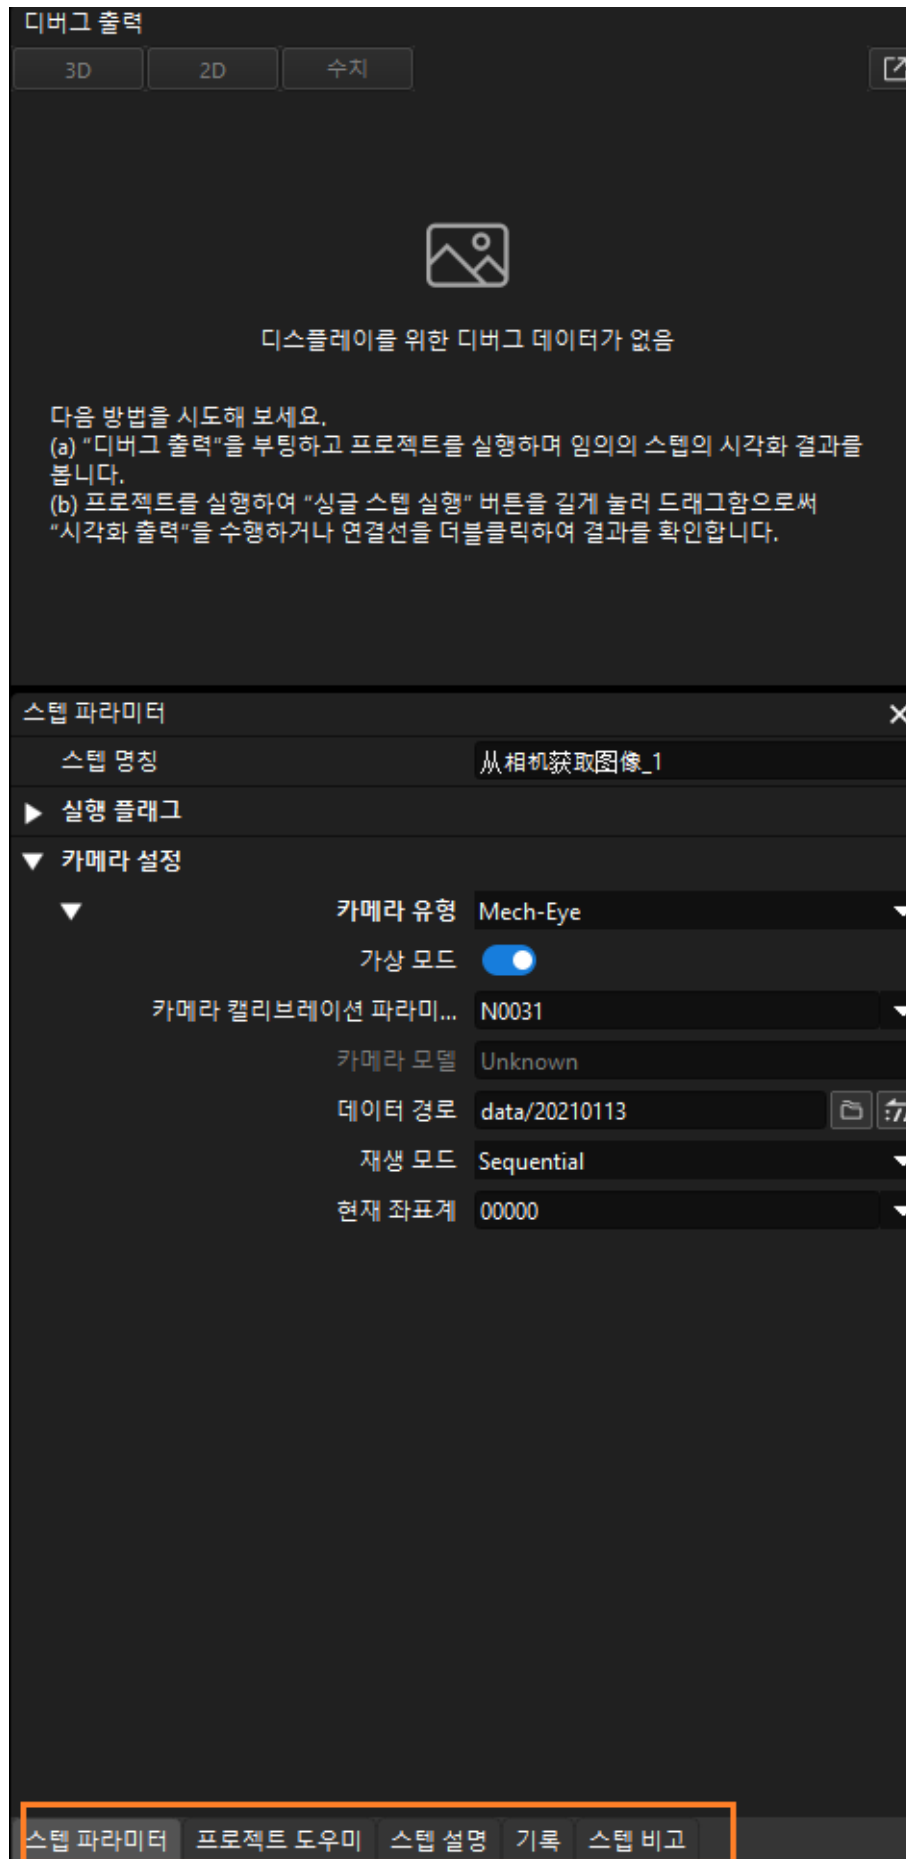 디버그 출력
3D 2D 수치
디스플레이를 위한 디버그 데이터가 없음
다음 방법을 시도해 보세요.
(a) “디버그 출력”을 부팅하고 프로젝트를 실행하며 임의의 스텝의 시각화 결과를
봅니다.
(b) 프로젝트를 실행하여 “싱글 스텝 실행” 버튼을 길게 눌러 드래그함으로써
“시각화 출력”을 수행하거나 연결선을 더블클릭하여 결과를 확인합니다.
스텝 파라미터
스텝 명칭 从相机获取图像_1
실행 플래그
카메라 설정
카메라 유형 Mech-Eye
가상 모드
카메라 캘리브레이션 파라미... N0031
카메라 모델 Unknown
데이터 경로 data/20210113
재생 모드 Sequential
현재 좌표계 00000
스텝 파라미터 프로젝트 도우미 스텝 설명 기록 스텝 비고